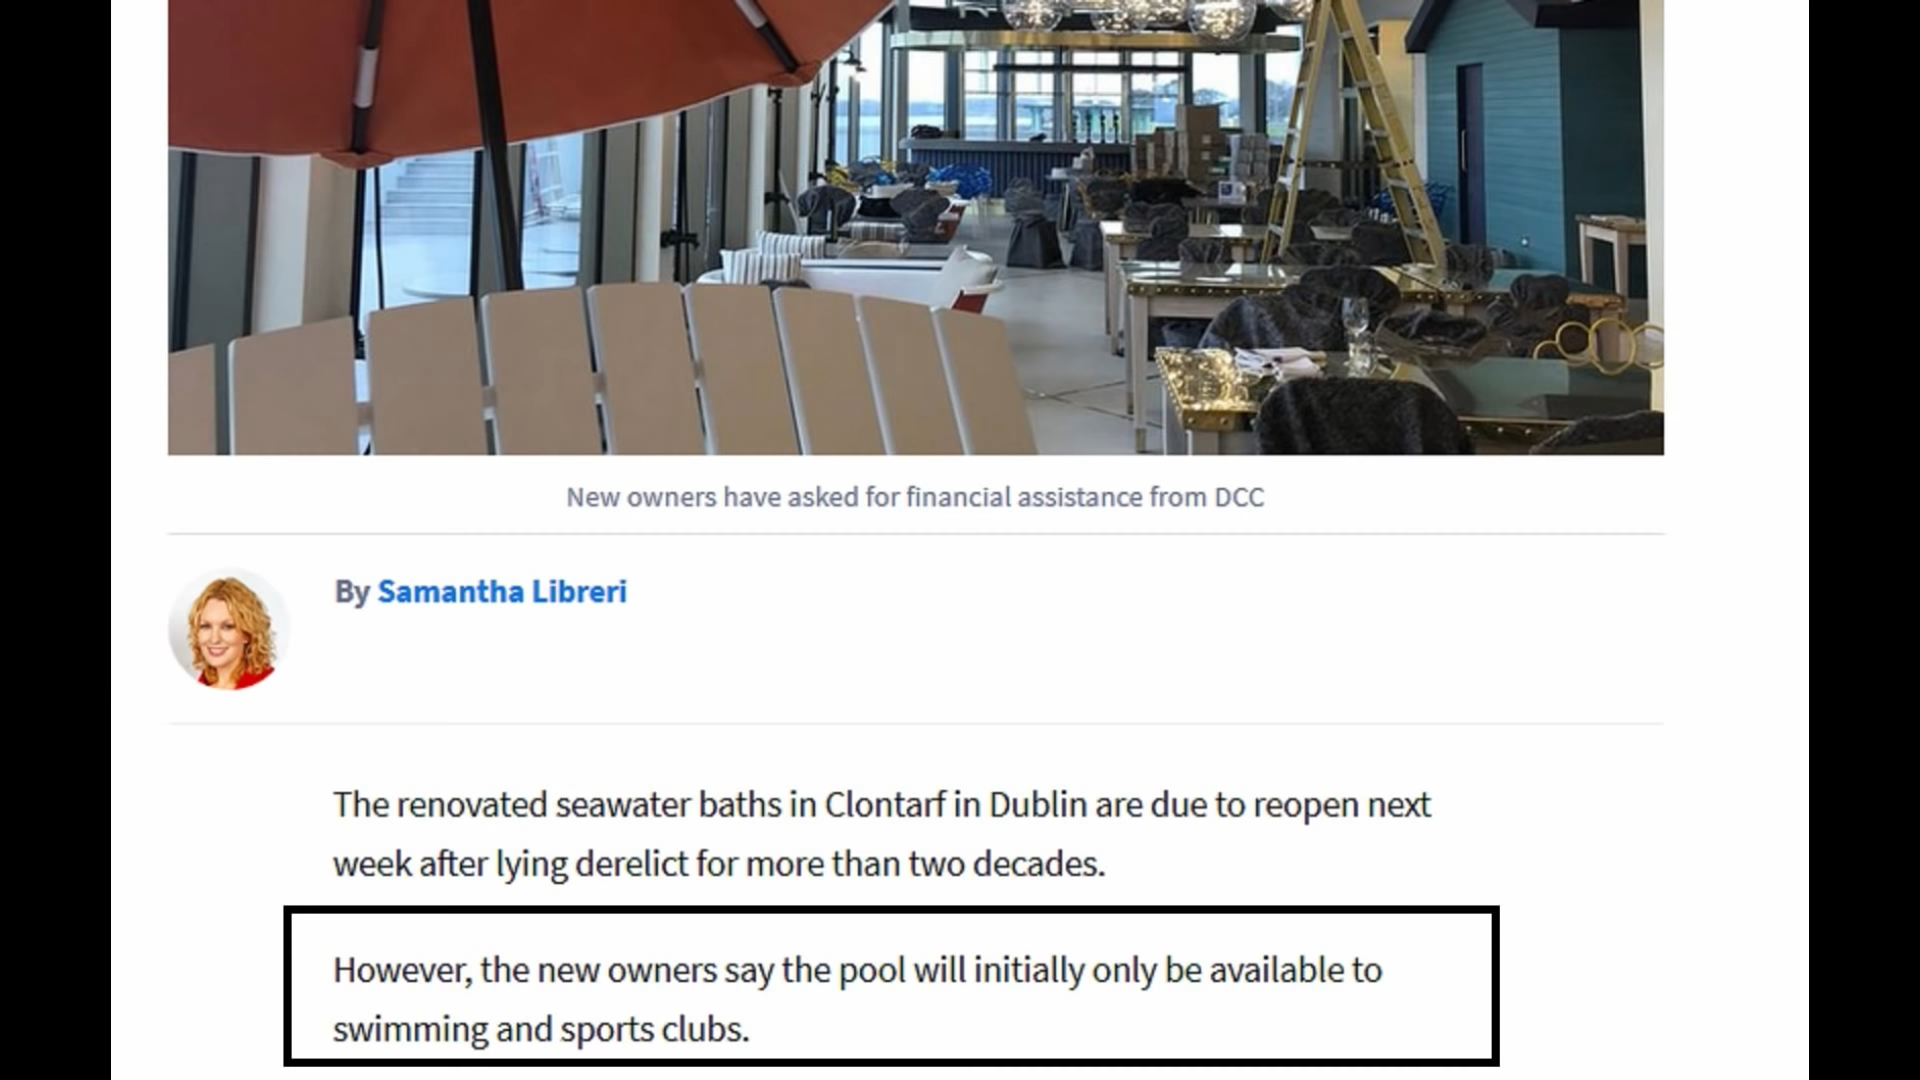 New owners have asked for financial assistance from DCC
By Samantha Libreri
The renovated seawater baths in Clontarf in Dublin are due to reopen next
week after lying derelict for more than two decades.
However, the new owners say the pool will initially only be available to
swimming and sports clubs.